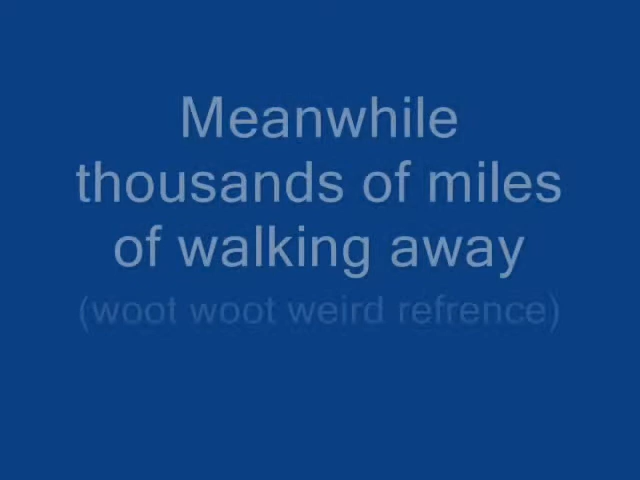 Meanwhile
thousands of miles
of walking away
(woot woot weird refrence)